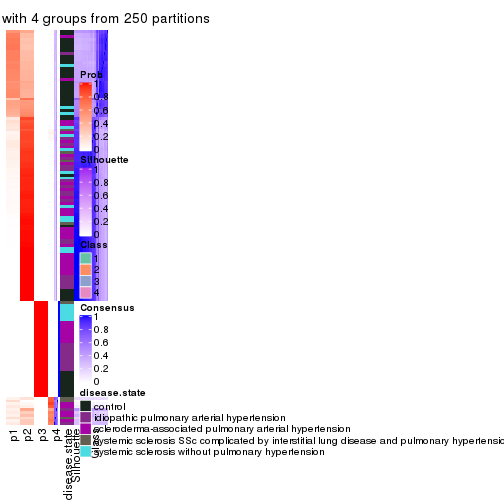 with 4 groups from 250 partitions
Prob
1
0.8
0.6
0.4
0.2
0
Silhouette
1
0.8
0.6
0.4
0.2
0
Class
1
2
3
4
Consensus
1
0.8
0.6
0.4
0.2
0
disease.state
control
idiopathic pulmonary arterial hypertension
scleroderma-associated pulmonary arterial hypertension
systemic sclerosis SSc complicated by interstitial lung disease and pulmonary hypertensio
systemic sclerosis without pulmonary hypertension
p1
p2
p3
p4
disease.state
Silhouette
Class